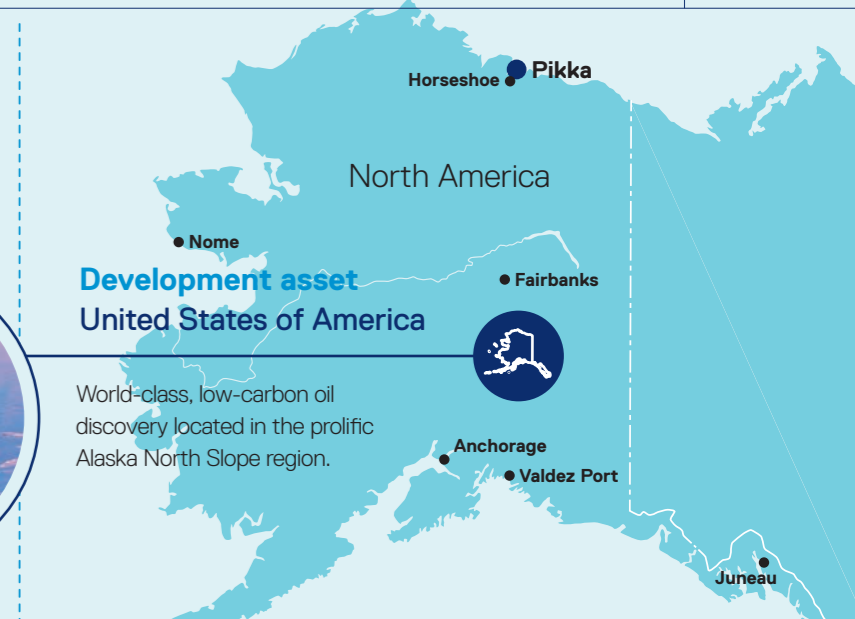 Pikka
Horseshoe
North America
Nome
Development asset
Fairbanks
United States of America
World-class, low-carbon oil
discovery located in the prolific
Alaska North Slope region.
Anchorage
Valdez Port
Juneau